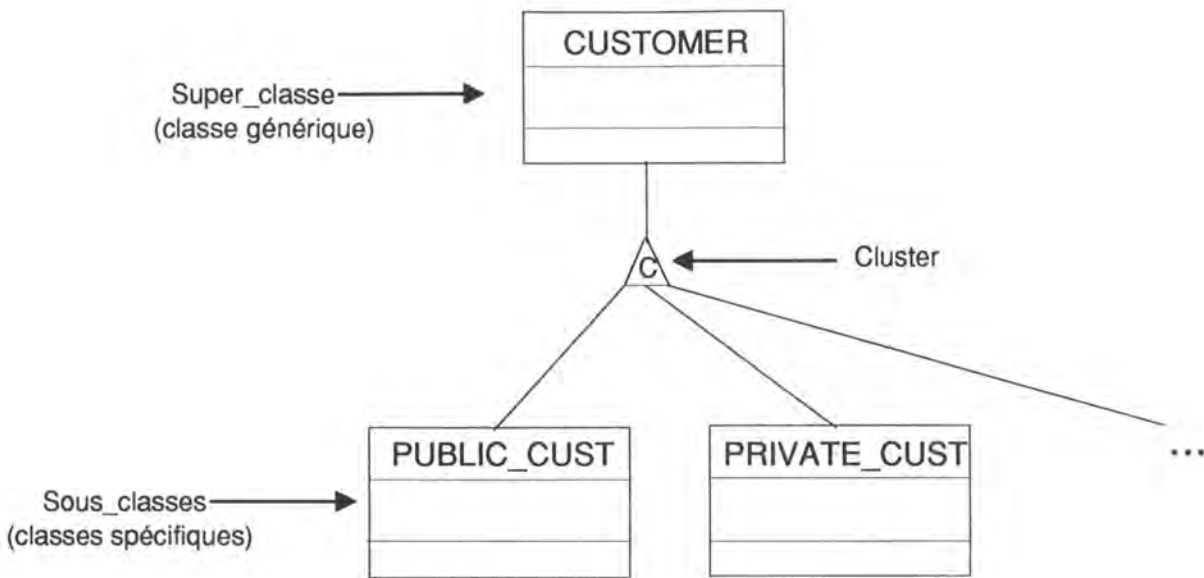 CUSTOMER
Super_classe
(classe générique)
C
Cluster
PUBLIC_CUST
PRIVATE_CUST
...
Sous_classes
(classes spécifiques)